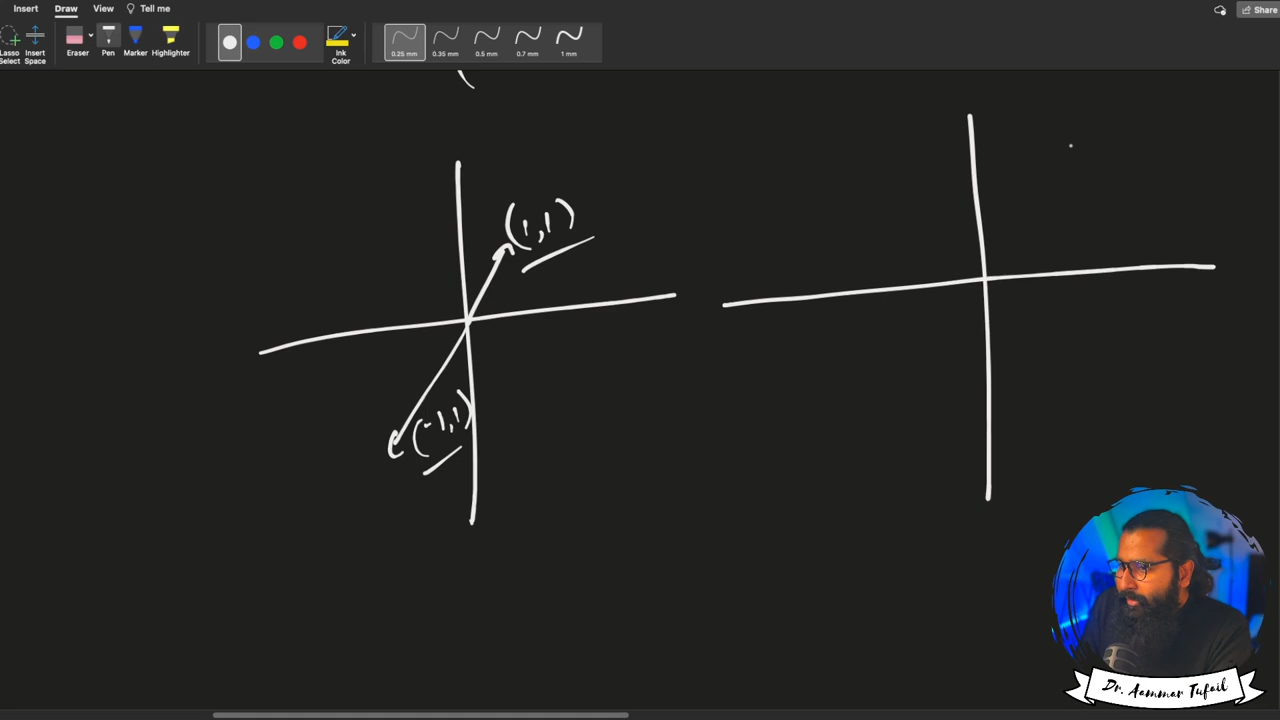 Insert Draw View Tell me
Share
Lasso Select
Insert Space
Eraser
Pen
Marker
Highlighter
Ink Color
0.25 mm
0.35 mm
0.5 mm
0.7 mm
1 mm
(1,1)
(-1,1)
Dr. Aammar Tufail